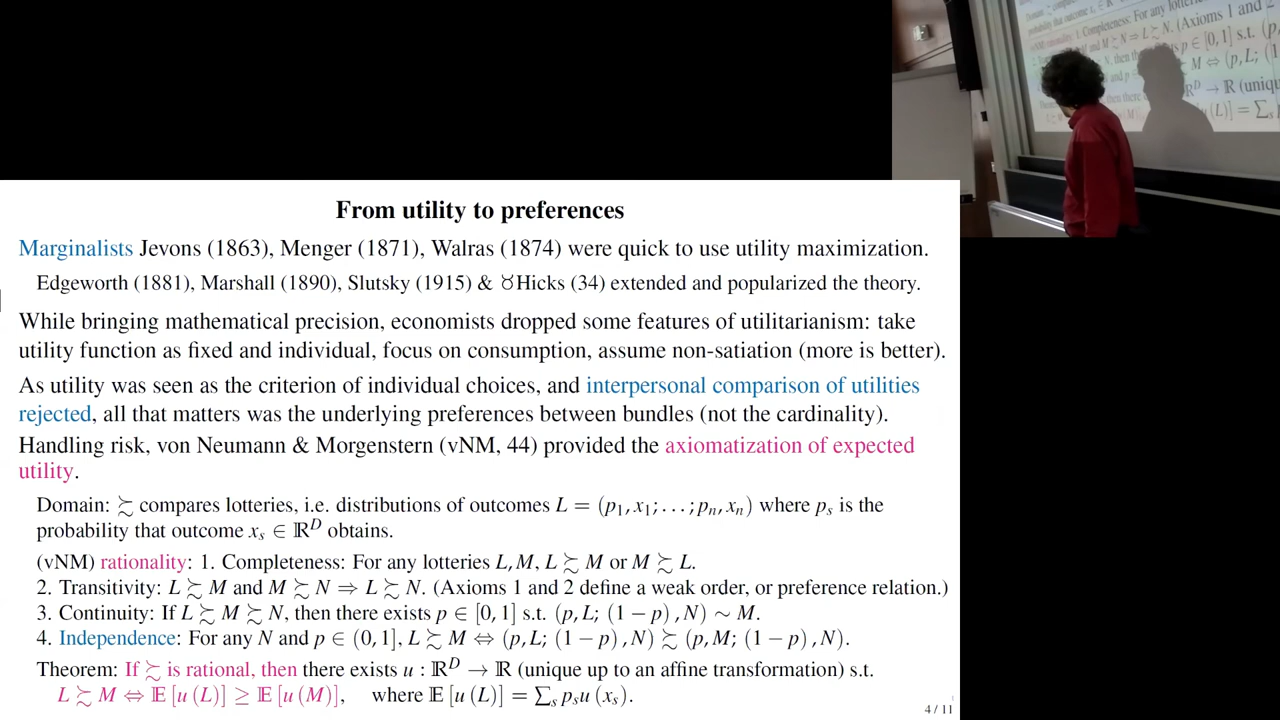 From utility to preferences
Marginalists Jevons (1863), Menger (1871), Walras (1874) were quick to use utility maximization.
Edgeworth (1881), Marshall (1890), Slutsky (1915) & ♉Hicks (34) extended and popularized the theory.
While bringing mathematical precision, economists dropped some features of utilitarianism: take
utility function as fixed and individual, focus on consumption, assume non-satiation (more is better).
As utility was seen as the criterion of individual choices, and interpersonal comparison of utilities
rejected, all that matters was the underlying preferences between bundles (not the cardinality).
Handling risk, von Neumann & Morgenstern (vNM, 44) provided the axiomatization of expected
utility.
Domain: ≿ compares lotteries, i.e. distributions of outcomes L = (p₁,x₁;...;pₙ,xₙ) where pₛ is the
probability that outcome xₛ ∈ ℝᴰ obtains.
(vNM) rationality: 1. Completeness: For any lotteries L,M, L ≿ M or M ≿ L.
2. Transitivity: L ≿ M and M ≿ N ⇒ L ≿ N. (Axioms 1 and 2 define a weak order, or preference relation.)
3. Continuity: If L ≿ M ≿ N, then there exists p ∈ [0,1] s.t. (p,L; (1−p),N) ∼ M.
4. Independence: For any N and p ∈ (0,1], L ≿ M ⇔ (p,L; (1−p),N) ≿ (p,M; (1−p),N).
Theorem: If ≿ is rational, then there exists u : ℝᴰ → ℝ (unique up to an affine transformation) s.t.
L ≿ M ⇔ 𝔼[u(L)] ≥ 𝔼[u(M)], where 𝔼[u(L)] = ∑ₛ pₛu(xₛ).
4 / 11